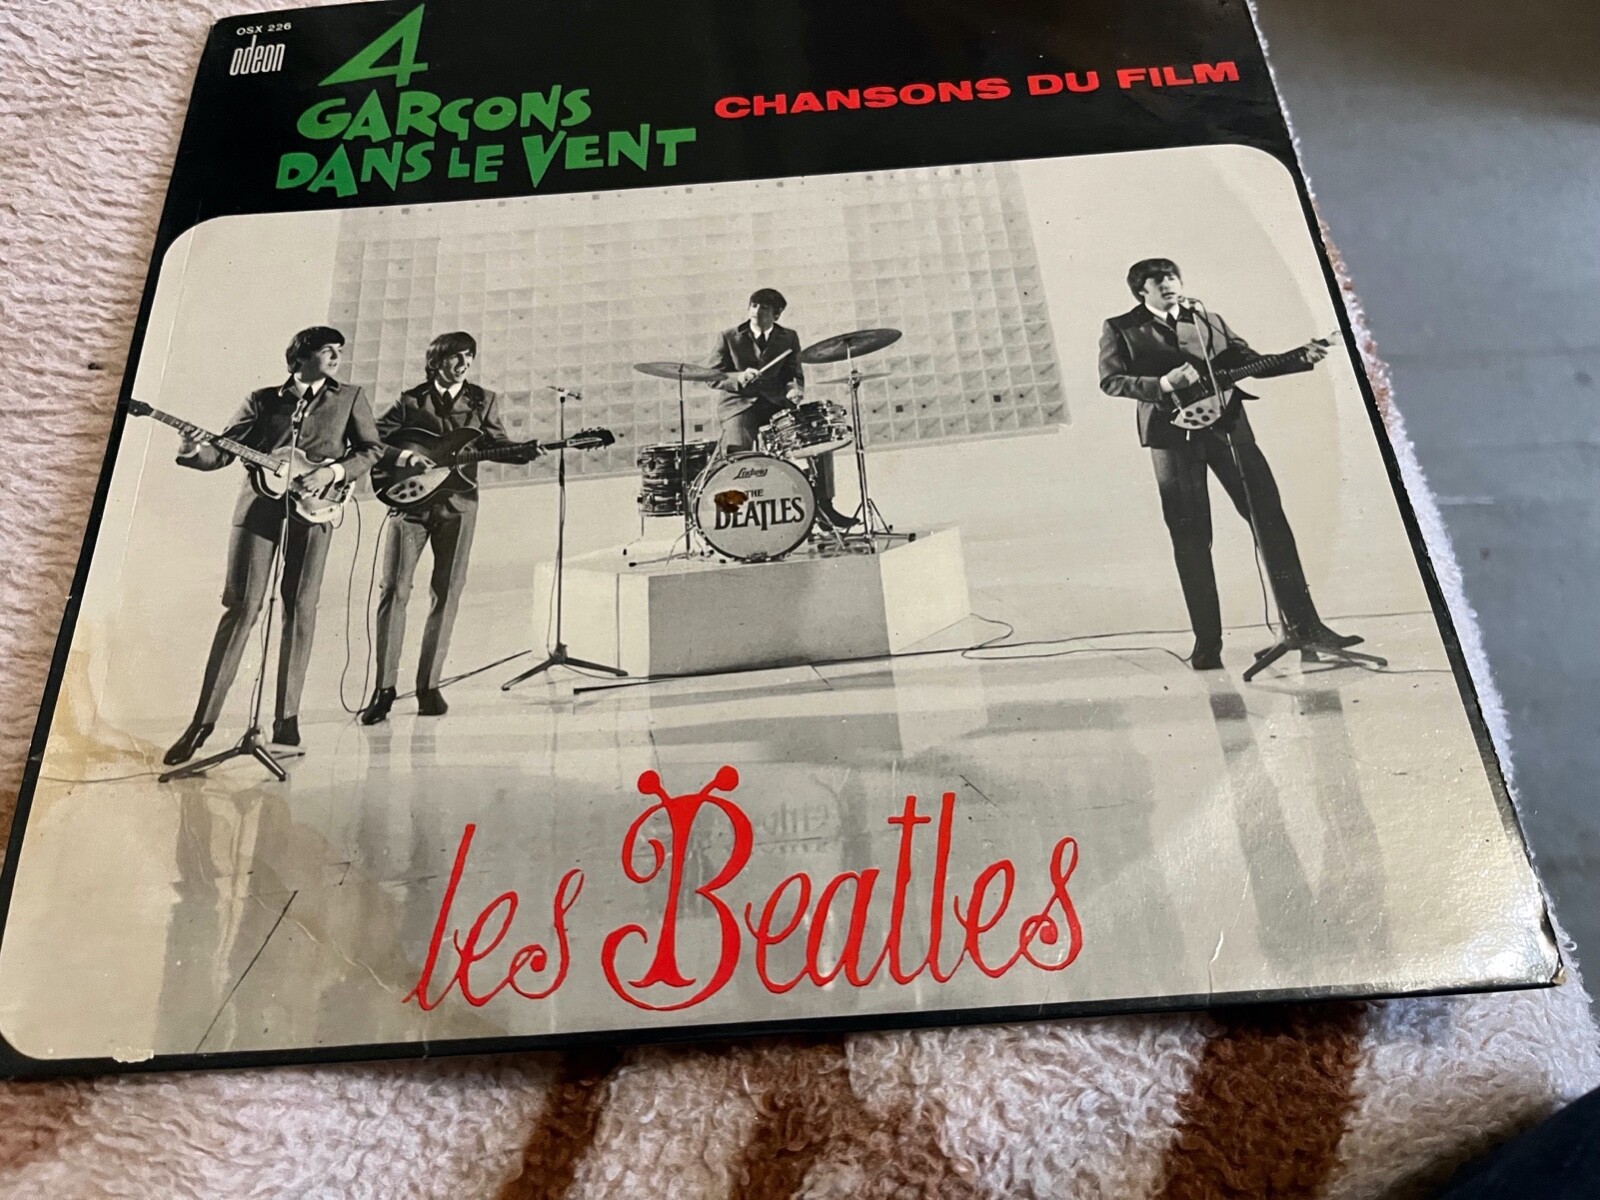 OSX 226
odeon
4
GARÇONS
DANS LE VENT
CHANSONS DU FILM
Ludwig
THE
BEATLES
les Beatles